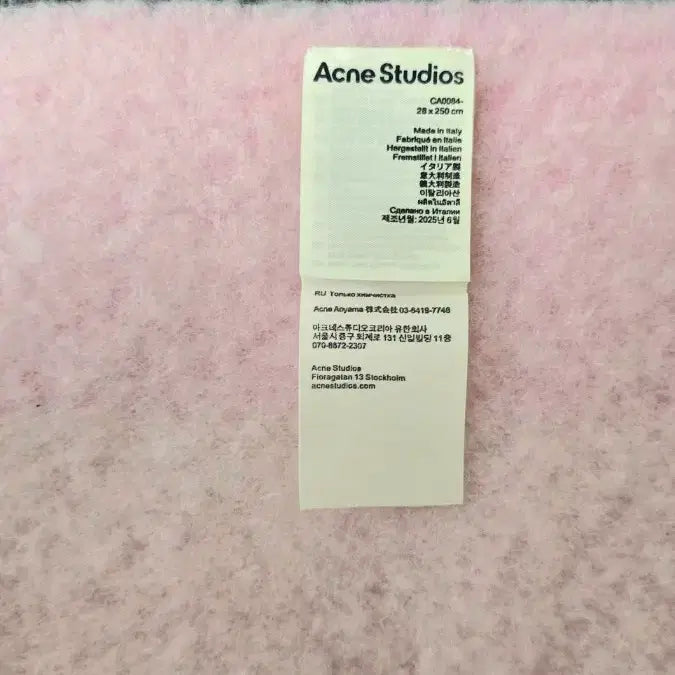 Acne Studios
CA0084-
28 x 250 cm
Made in Italy
Fabriqué en Italie
Hergestellt in Italien
Fremstillet i Italien
イタリア製
意大利制造
義大利製造
이탈리아산
ผลิตในอิตาลี
Сделано в Италии
제조년월: 2025년 6월
RU Только химчистка
Acne Aoyama 株式会社 03-6419-7746
아크네스튜디오코리아 유한회사
서울시 중구 퇴계로 131 신일빌딩 11층
070-8872-2307
Acne Studios
Floragatan 13 Stockholm
acnestudios.com